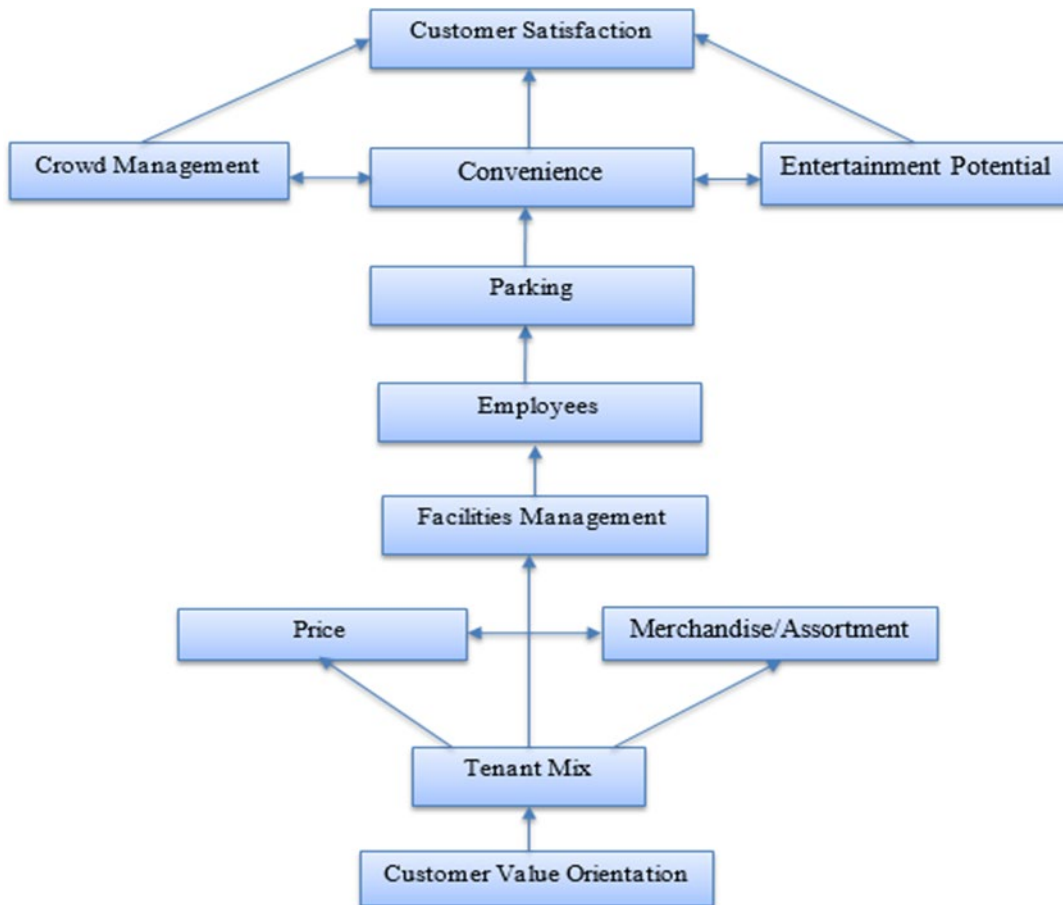 Customer Satisfaction
Crowd Management
Convenience
Entertainment Potential
Parking
Employees
Facilities Management
Price
Merchandise/Assortment
Tenant Mix
Customer Value Orientation